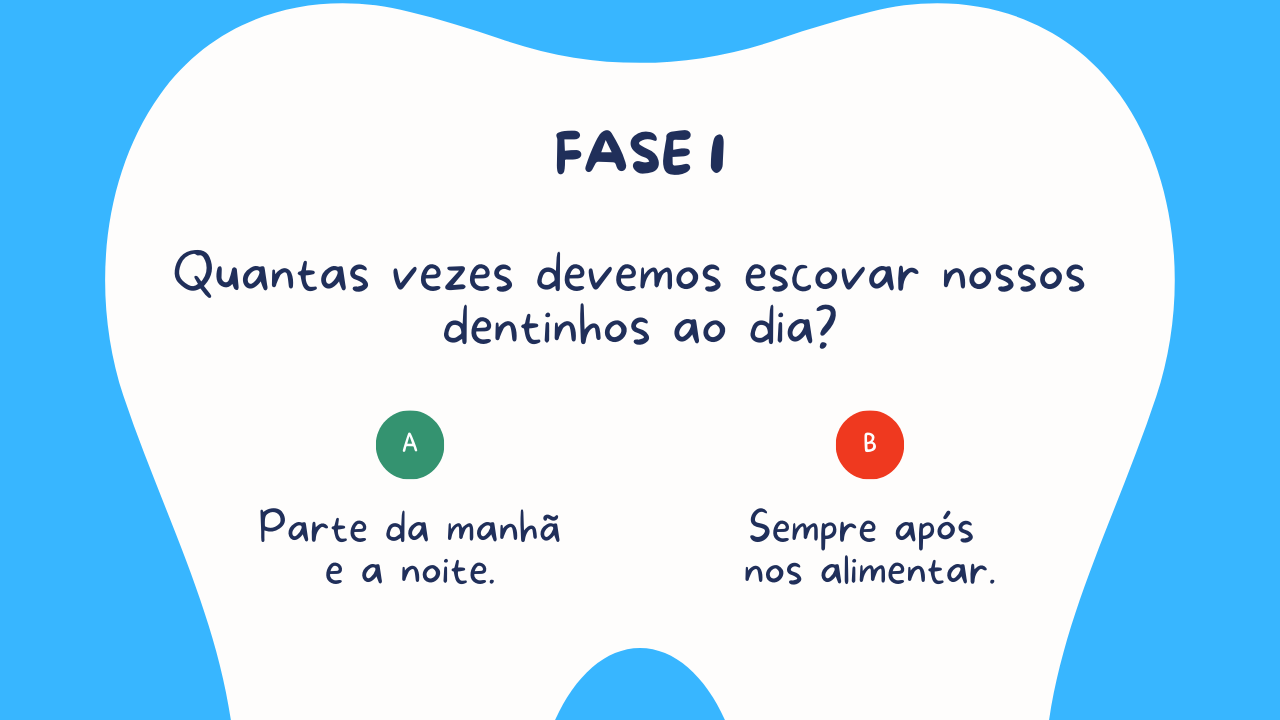 FASE 1
Quantas vezes devemos escovar nossos
dentinhos ao dia?
A
Parte da manhã
e a noite.
B
Sempre após
nos alimentar.